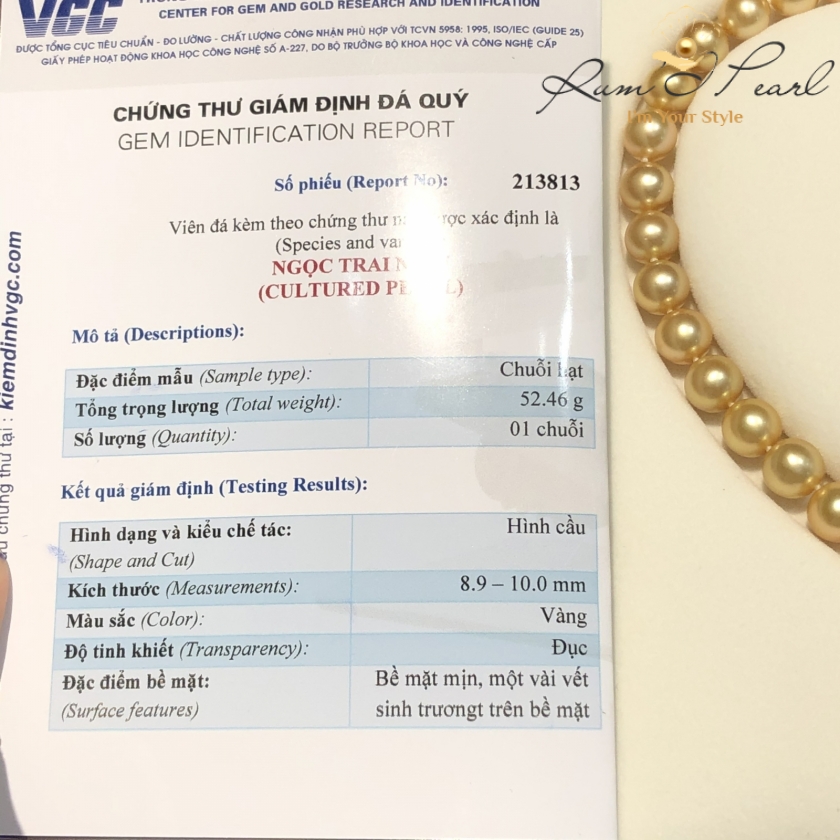 VGC
CENTER FOR GEM AND GOLD RESEARCH AND IDENTIFICATION
ĐƯỢC TỔNG CỤC TIÊU CHUẨN - ĐO LƯỜNG - CHẤT LƯỢNG CÔNG NHẬN PHÙ HỢP VỚI TCVN 5958: 1995, ISO/IEC (GUIDE 25)
GIẤY PHÉP HOẠT ĐỘNG KHOA HỌC CÔNG NGHỆ SỐ A-227, DO BỘ TRƯỞNG BỘ KHOA HỌC VÀ CÔNG NGHỆ CẤP
Rum'S Pearl
I'm Your Style
CHỨNG THƯ GIÁM ĐỊNH ĐÁ QUÝ
GEM IDENTIFICATION REPORT
Số phiếu (Report No): 213813
Viên đá kèm theo chứng thư được xác định là
(Species and
NGỌC TRAI
(CULTURED PEARL)
Mô tả (Descriptions):
Đặc điểm mẫu (Sample type): Chuỗi hạt
Tổng trọng lượng (Total weight): 52.46 g
Số lượng (Quantity): 01 chuỗi
Kết quả giám định (Testing Results):
Hình dạng và kiểu chế tác: Hình cầu
(Shape and Cut)
Kích thước (Measurements): 8.9 – 10.0 mm
Màu sắc (Color): Vàng
Độ tinh khiết (Transparency): Đục
Đặc điểm bề mặt: Bề mặt mịn, một vài vết
(Surface features) sinh trươngt trên bề mặt
chứng thư tại : kiemdinhvgc.com